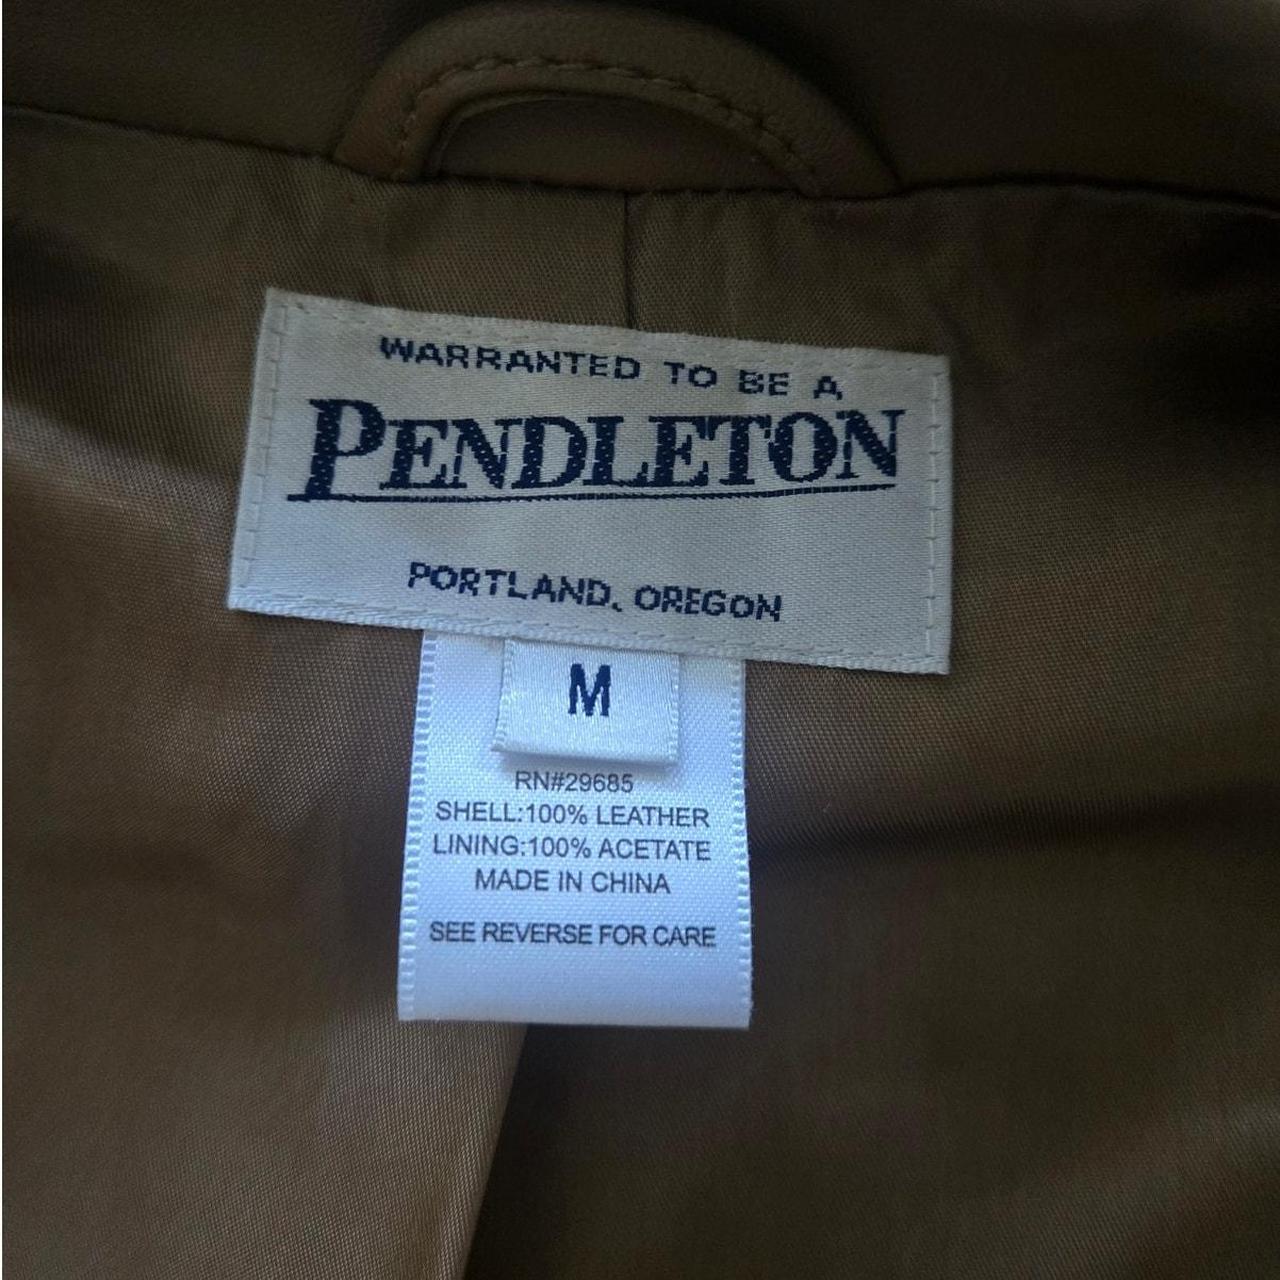 WARRANTED TO BE A
PENDLETON
PORTLAND, OREGON
M
RN#29685
SHELL:100% LEATHER
LINING:100% ACETATE
MADE IN CHINA
SEE REVERSE FOR CARE